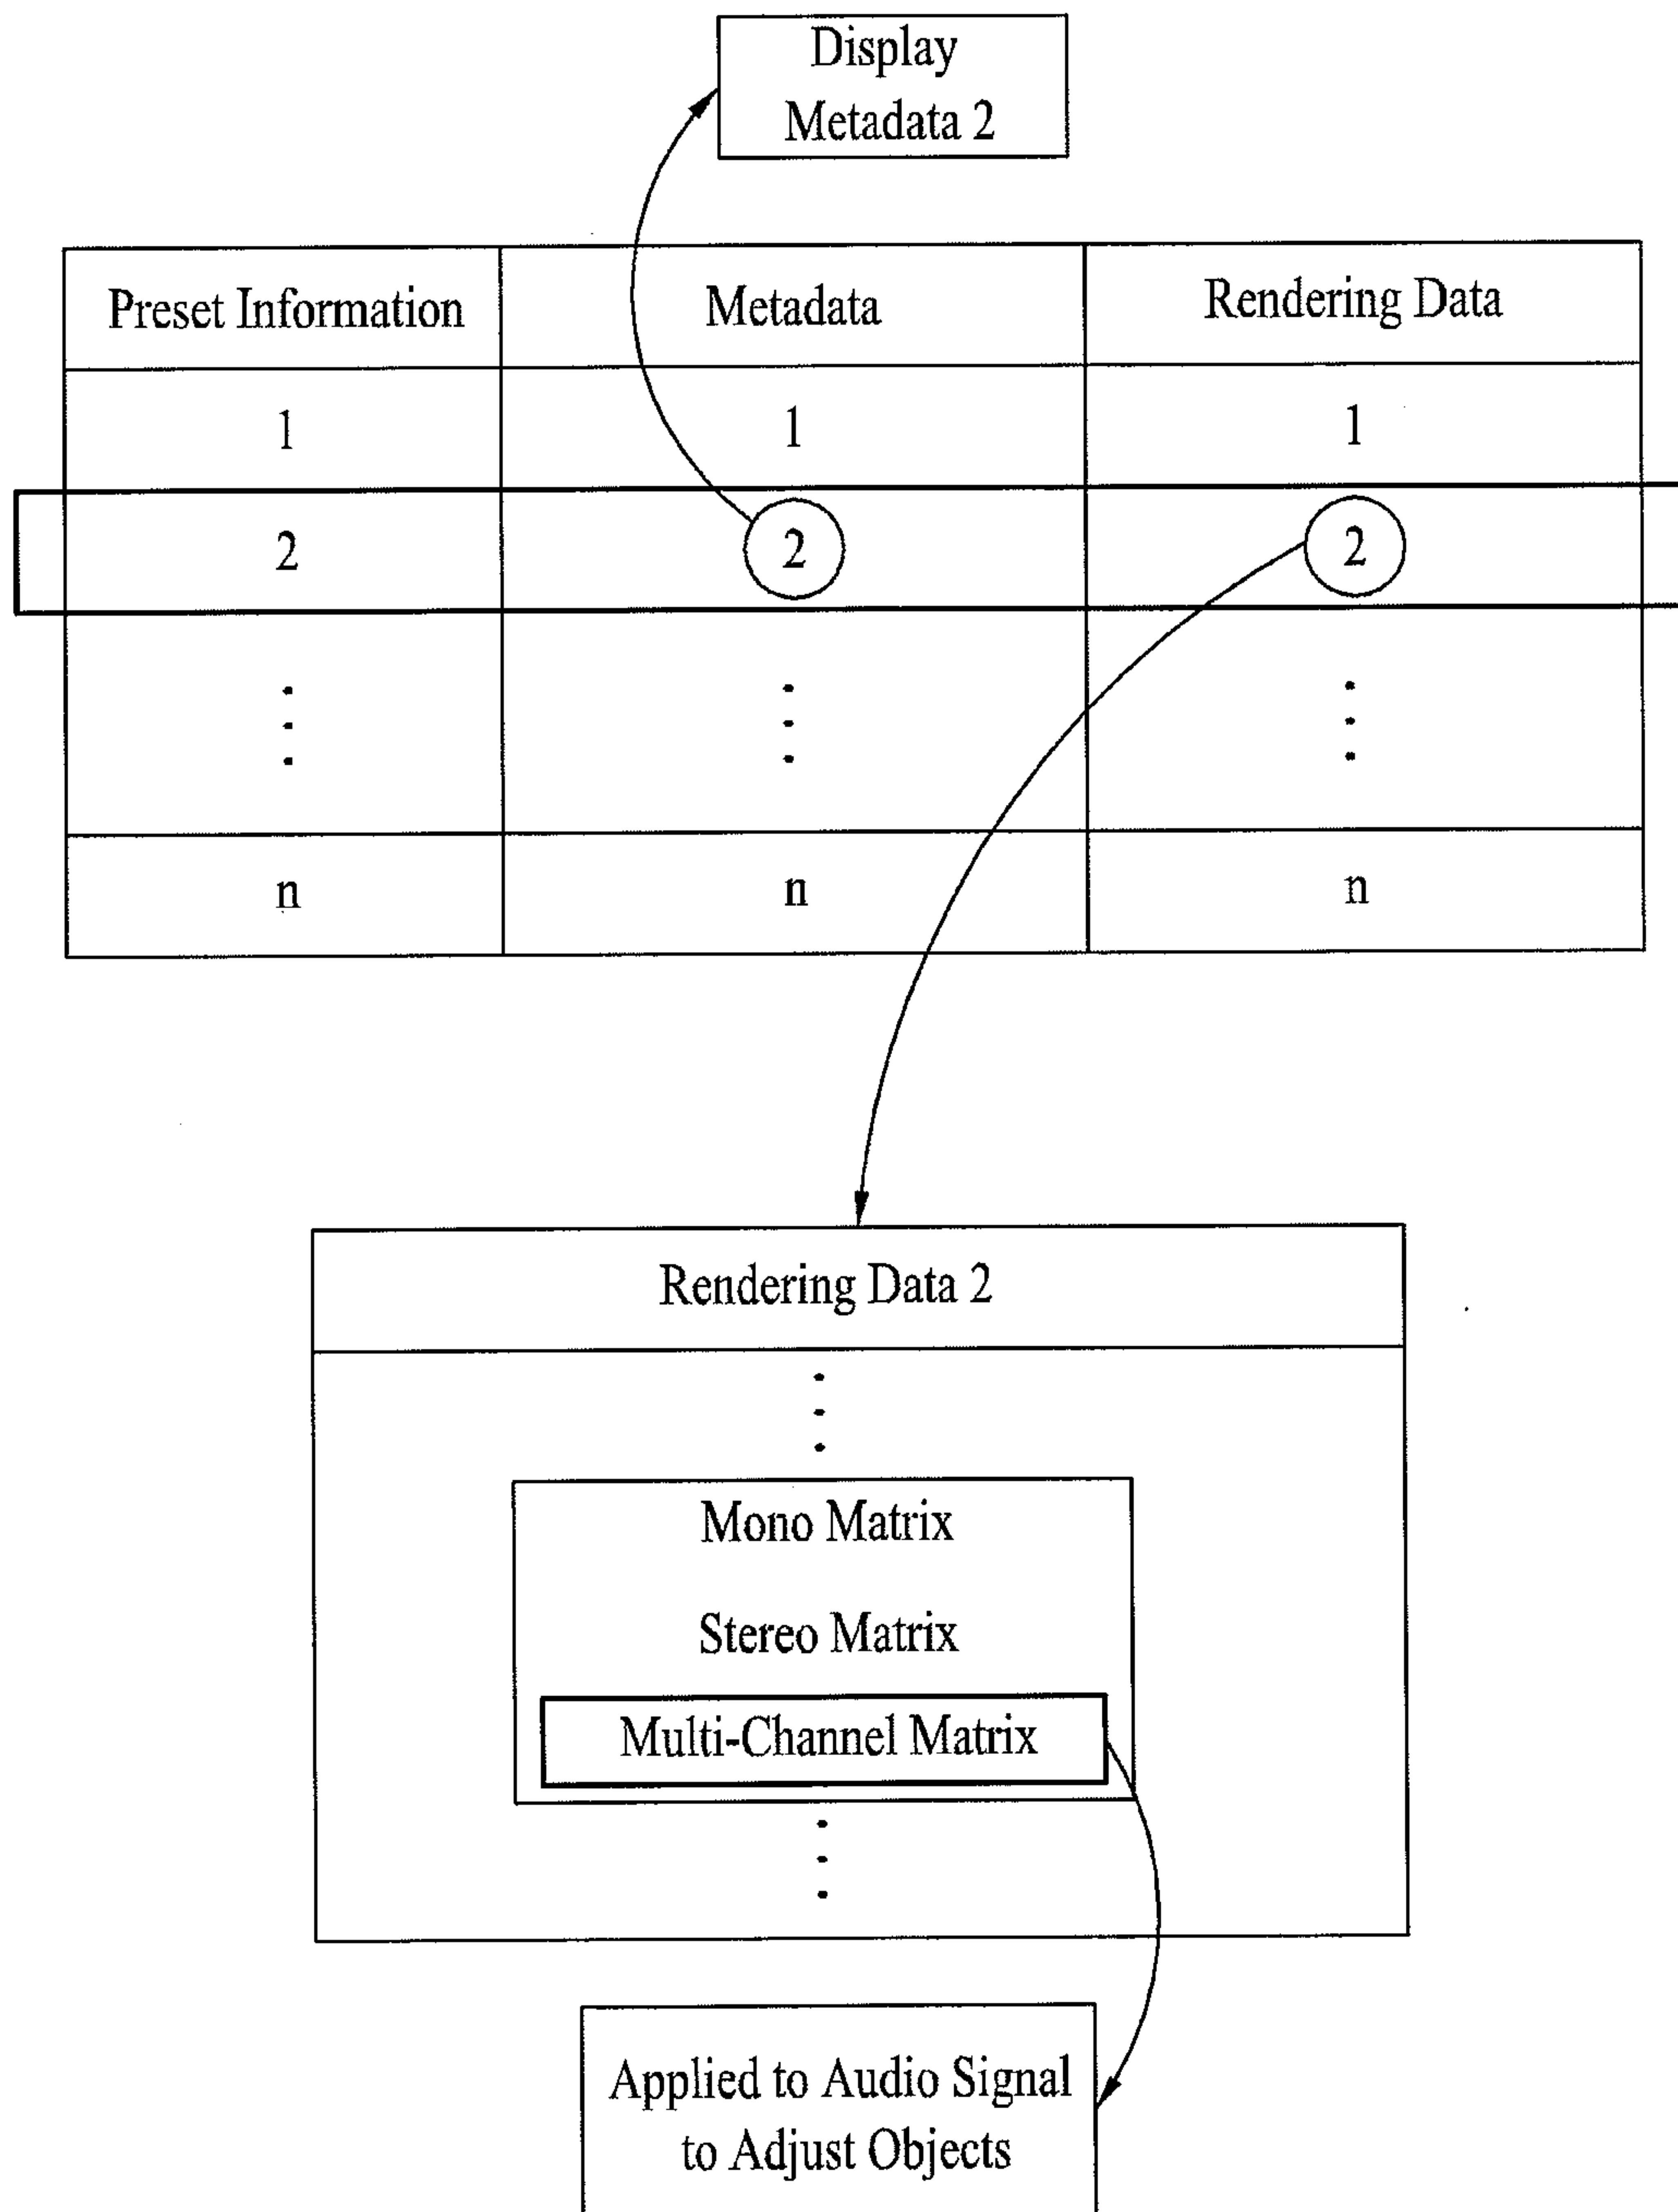 Display
Metadata 2
Preset Information Metadata Rendering Data
1 1 1
2 2 2
n n n
Rendering Data 2
Mono Matrix
Stereo Matrix
Multi-Channel Matrix
Applied to Audio Signal
to Adjust Objects